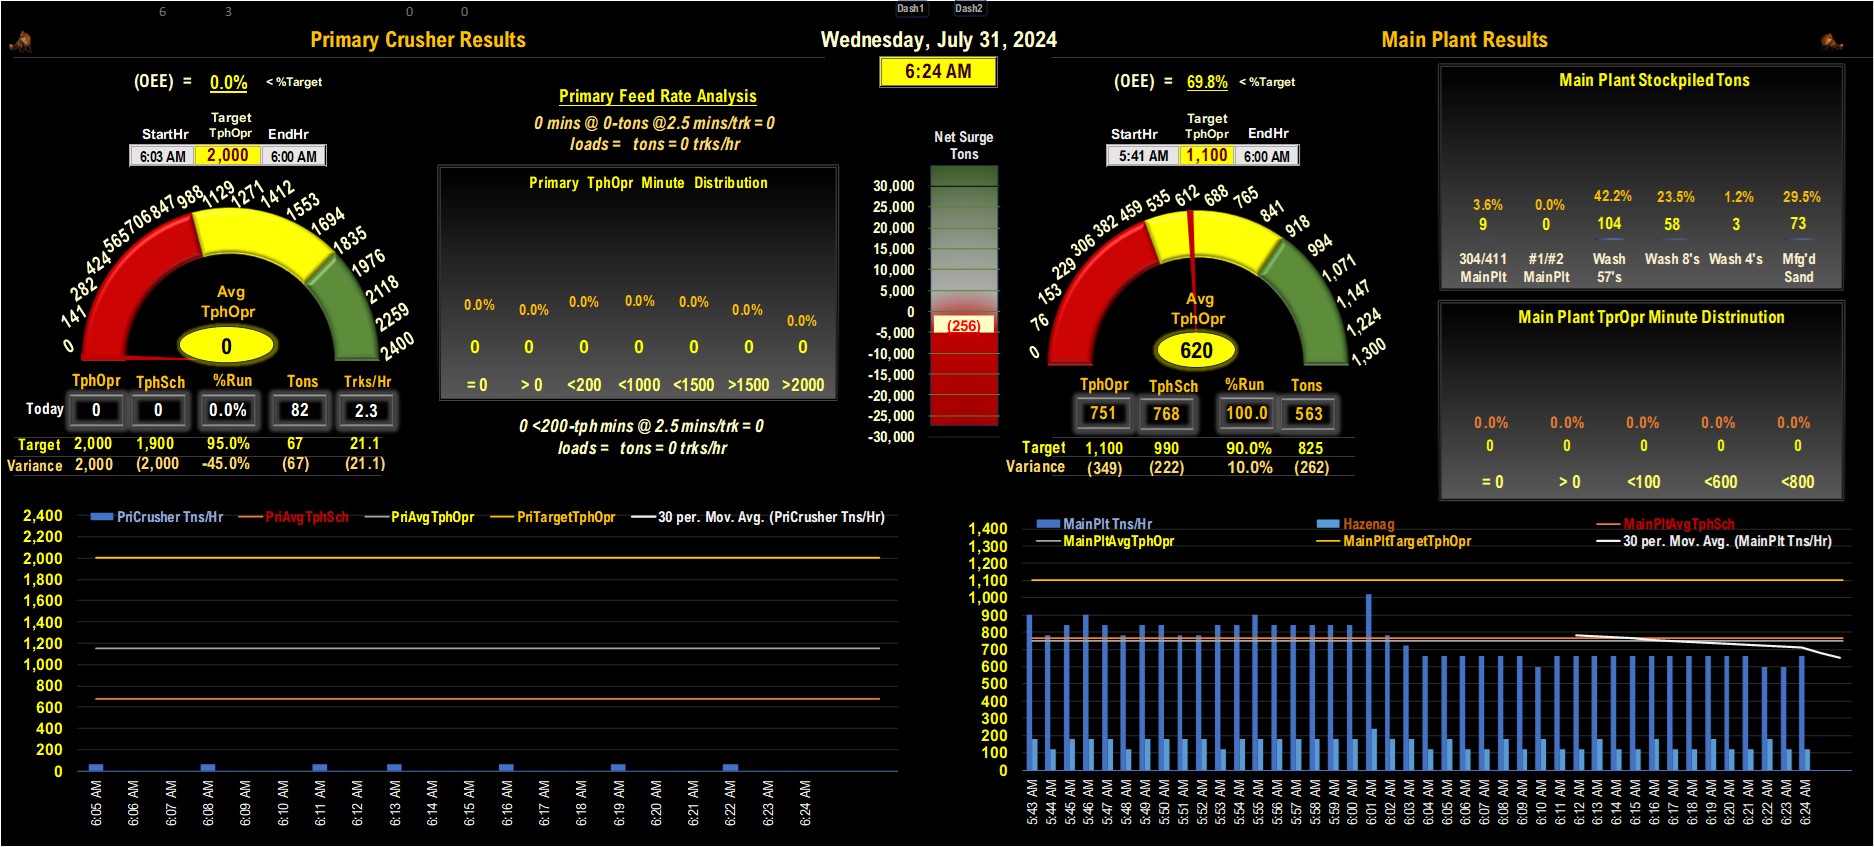 6 3 0 0 Dash1 Dash2
Primary Crusher Results
Wednesday, July 31, 2024
Main Plant Results
6:24 AM
(OEE) = 0.0% < %Target
Target
StartHr TphOpr EndHr
6:03 AM 2,000 6:00 AM
0 141 282 424 565 706 847 988 1129 1271 1412 1553 1694 1835 1976 2118 2259 2400
Avg
TphOpr
0
TphOpr TphSch %Run Tons Trks/Hr
Today 0 0 0.0% 82 2.3
Target 2,000 1,900 95.0% 67 21.1
Variance 2,000 (2,000 -45.0% (67) (21.1)
Primary Feed Rate Analysis
0 mins @ 0-tons @2.5 mins/trk = 0
loads = tons = 0 trks/hr
Primary TphOpr Minute Distribution
0.0% 0.0% 0.0% 0.0% 0.0% 0.0% 0.0%
0 0 0 0 0 0 0
= 0 > 0 <200 <1000 <1500 >1500 >2000
0 <200-tph mins @ 2.5 mins/trk = 0
loads = tons = 0 trks/hr
Net Surge
Tons
30,000
25,000
20,000
15,000
10,000
5,000
0
(256)
-5,000
-10,000
-15,000
-20,000
-25,000
-30,000
(OEE) = 69.8% < %Target
Target
StartHr TphOpr EndHr
5:41 AM 1,100 6:00 AM
0 76 153 229 306 382 459 535 612 688 765 841 918 994 1,071 1,147 1,224 1,300
Avg
TphOpr
620
TphOpr TphSch %Run Tons
751 768 100.0 563
Target 1,100 990 90.0% 825
Variance (349) (222) 10.0% (262)
Main Plant Stockpiled Tons
3.6% 0.0% 42.2% 23.5% 1.2% 29.5%
9 0 104 58 3 73
304/411 #1/#2 Wash Wash 8's Wash 4's Mfg'd
MainPlt MainPlt 57's Sand
Main Plant TprOpr Minute Distrinution
0.0% 0.0% 0.0% 0.0% 0.0%
0 0 0 0 0
= 0 > 0 <100 <600 <800
PriCrusher Tns/Hr PriAvgTphSch PriAvgTphOpr PriTargetTphOpr 30 per. Mov. Avg. (PriCrusher Tns/Hr)
2,400
2,200
2,000
1,800
1,600
1,400
1,200
1,000
800
600
400
200
0
6:05 AM 6:06 AM 6:07 AM 6:08 AM 6:09 AM 6:10 AM 6:11 AM 6:12 AM 6:13 AM 6:14 AM 6:15 AM 6:16 AM 6:17 AM 6:18 AM 6:19 AM 6:20 AM 6:21 AM 6:22 AM 6:23 AM 6:24 AM
MainPlt Tns/Hr Hazenag MainPltAvgTphSch
MainPltAvgTphOpr MainPltTargetTphOpr 30 per. Mov. Avg. (MainPlt Tns/Hr)
1,400
1,300
1,200
1,100
1,000
900
800
700
600
500
400
300
200
100
0
5:43 AM 5:44 AM 5:45 AM 5:46 AM 5:47 AM 5:48 AM 5:49 AM 5:50 AM 5:51 AM 5:52 AM 5:53 AM 5:54 AM 5:55 AM 5:56 AM 5:57 AM 5:58 AM 5:59 AM 6:00 AM 6:01 AM 6:02 AM 6:03 AM 6:04 AM 6:05 AM 6:06 AM 6:07 AM 6:08 AM 6:09 AM 6:10 AM 6:11 AM 6:12 AM 6:13 AM 6:14 AM 6:15 AM 6:16 AM 6:17 AM 6:18 AM 6:19 AM 6:20 AM 6:21 AM 6:22 AM 6:23 AM 6:24 AM